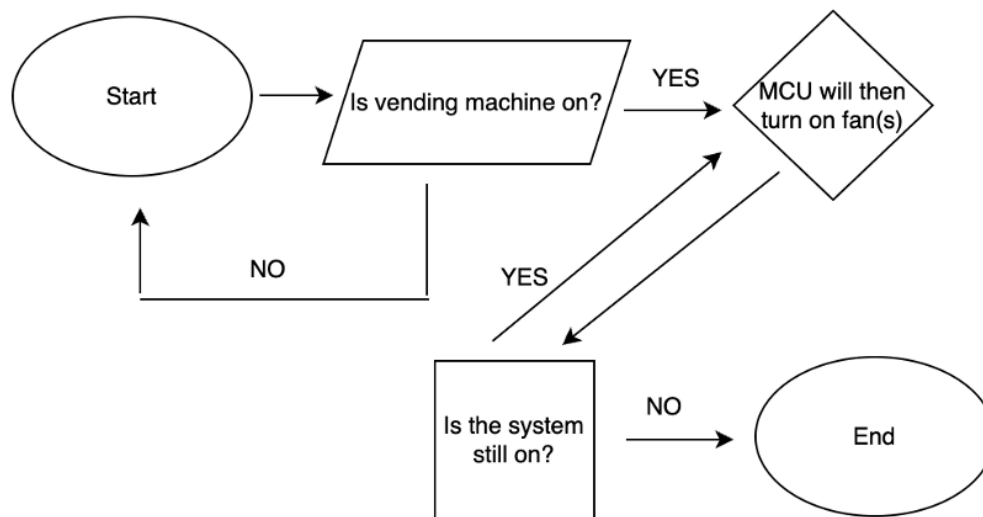 Start
Is vending machine on?
YES
MCU will then
turn on fan(s)
NO
YES
Is the system
still on?
NO
End